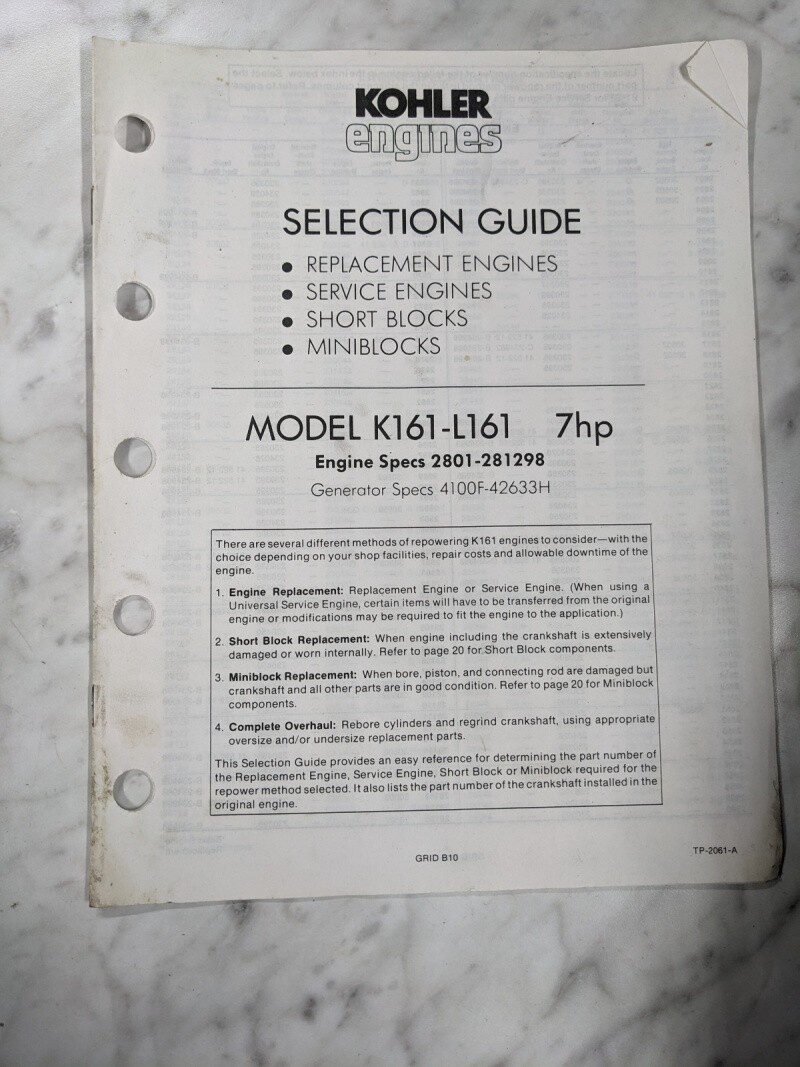 KOHLER
engines
SELECTION GUIDE
● REPLACEMENT ENGINES
● SERVICE ENGINES
● SHORT BLOCKS
● MINIBLOCKS
MODEL K161-L161 7hp
Engine Specs 2801-281298
Generator Specs 4100F-42633H
There are several different methods of repowering K161 engines to consider—with the
choice depending on your shop facilities, repair costs and allowable downtime of the
engine.
1. Engine Replacement: Replacement Engine or Service Engine. (When using a
Universal Service Engine, certain items will have to be transferred from the original
engine or modifications may be required to fit the engine to the application.)
2. Short Block Replacement: When engine including the crankshaft is extensively
damaged or worn internally. Refer to page 20 for Short Block components.
3. Miniblock Replacement: When bore, piston, and connecting rod are damaged but
crankshaft and all other parts are in good condition. Refer to page 20 for Miniblock
components.
4. Complete Overhaul: Rebore cylinders and regrind crankshaft, using appropriate
oversize and/or undersize replacement parts.
This Selection Guide provides an easy reference for determining the part number of
the Replacement Engine, Service Engine, Short Block or Miniblock required for the
repower method selected. It also lists the part number of the crankshaft installed in the
original engine.
GRID B10
TP-2061-A